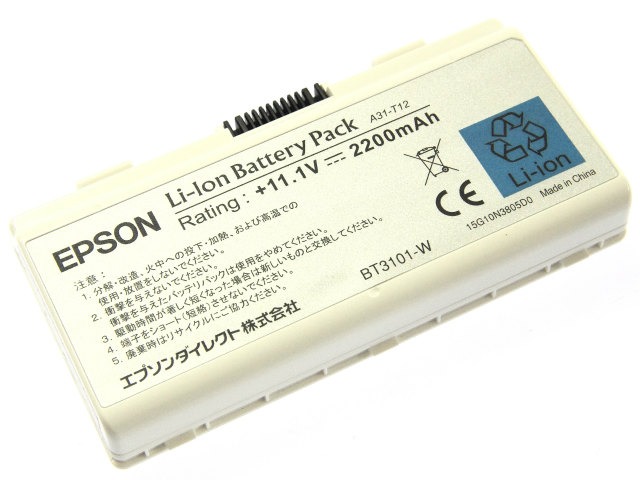 EPSON
Li-Ion Battery Pack A31-T12
Rating : +11.1V ⎓ 2200mAh
注意 :
1. 分解・改造、火中への投下・加熱、および高温での
使用・放置をしないでください。
2. 衝撃を与えないでください。
衝撃を与えたバッテリパックは使用をやめてください。
3. 駆動時間が著しく短くなった場合は新しいものと交換してください。
4. 端子をショート(短絡)させないでください。
5. 廃棄時はリサイクルにご協力ください。
エプソンダイレクト株式会社
BT3101-W
CE
Li-ion
15G10N3805D0 Made in China